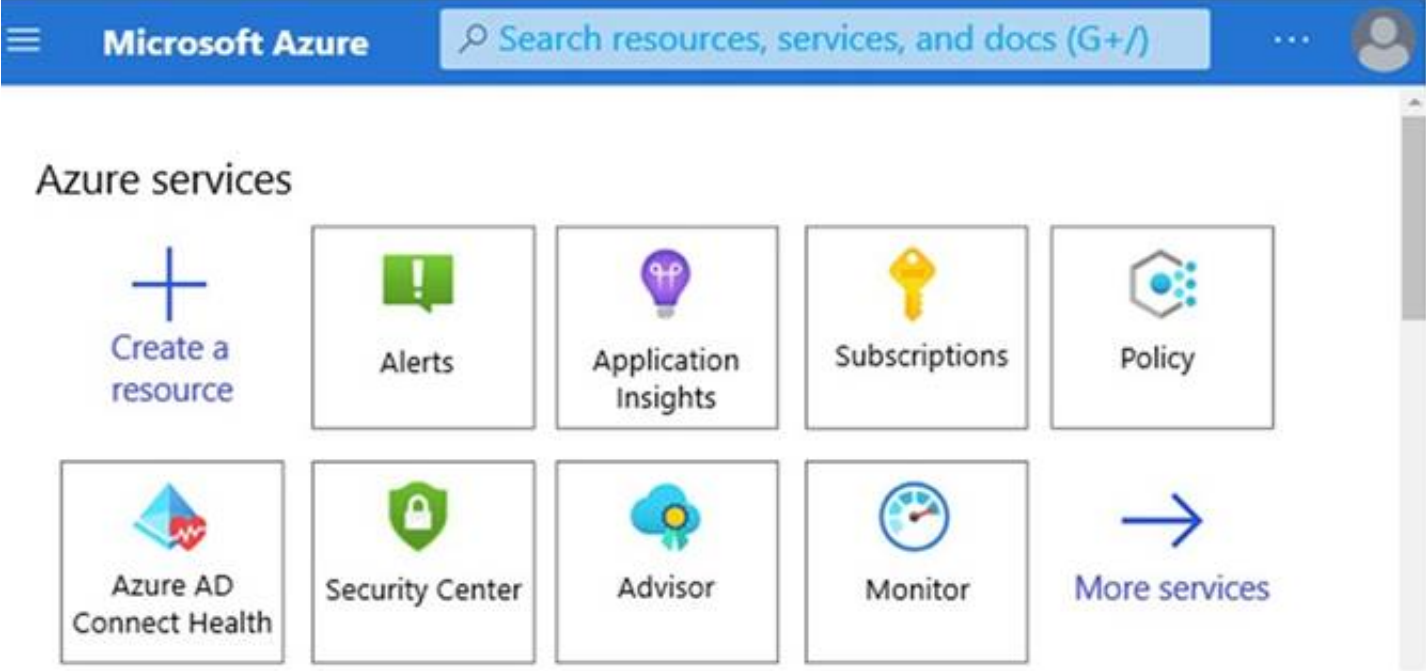 Microsoft Azure
Search resources, services, and docs (G+/)
...
Azure services
Create a
resource
Alerts
Application
Insights
Subscriptions
Policy
Azure AD
Connect Health
Security Center
Advisor
Monitor
More services